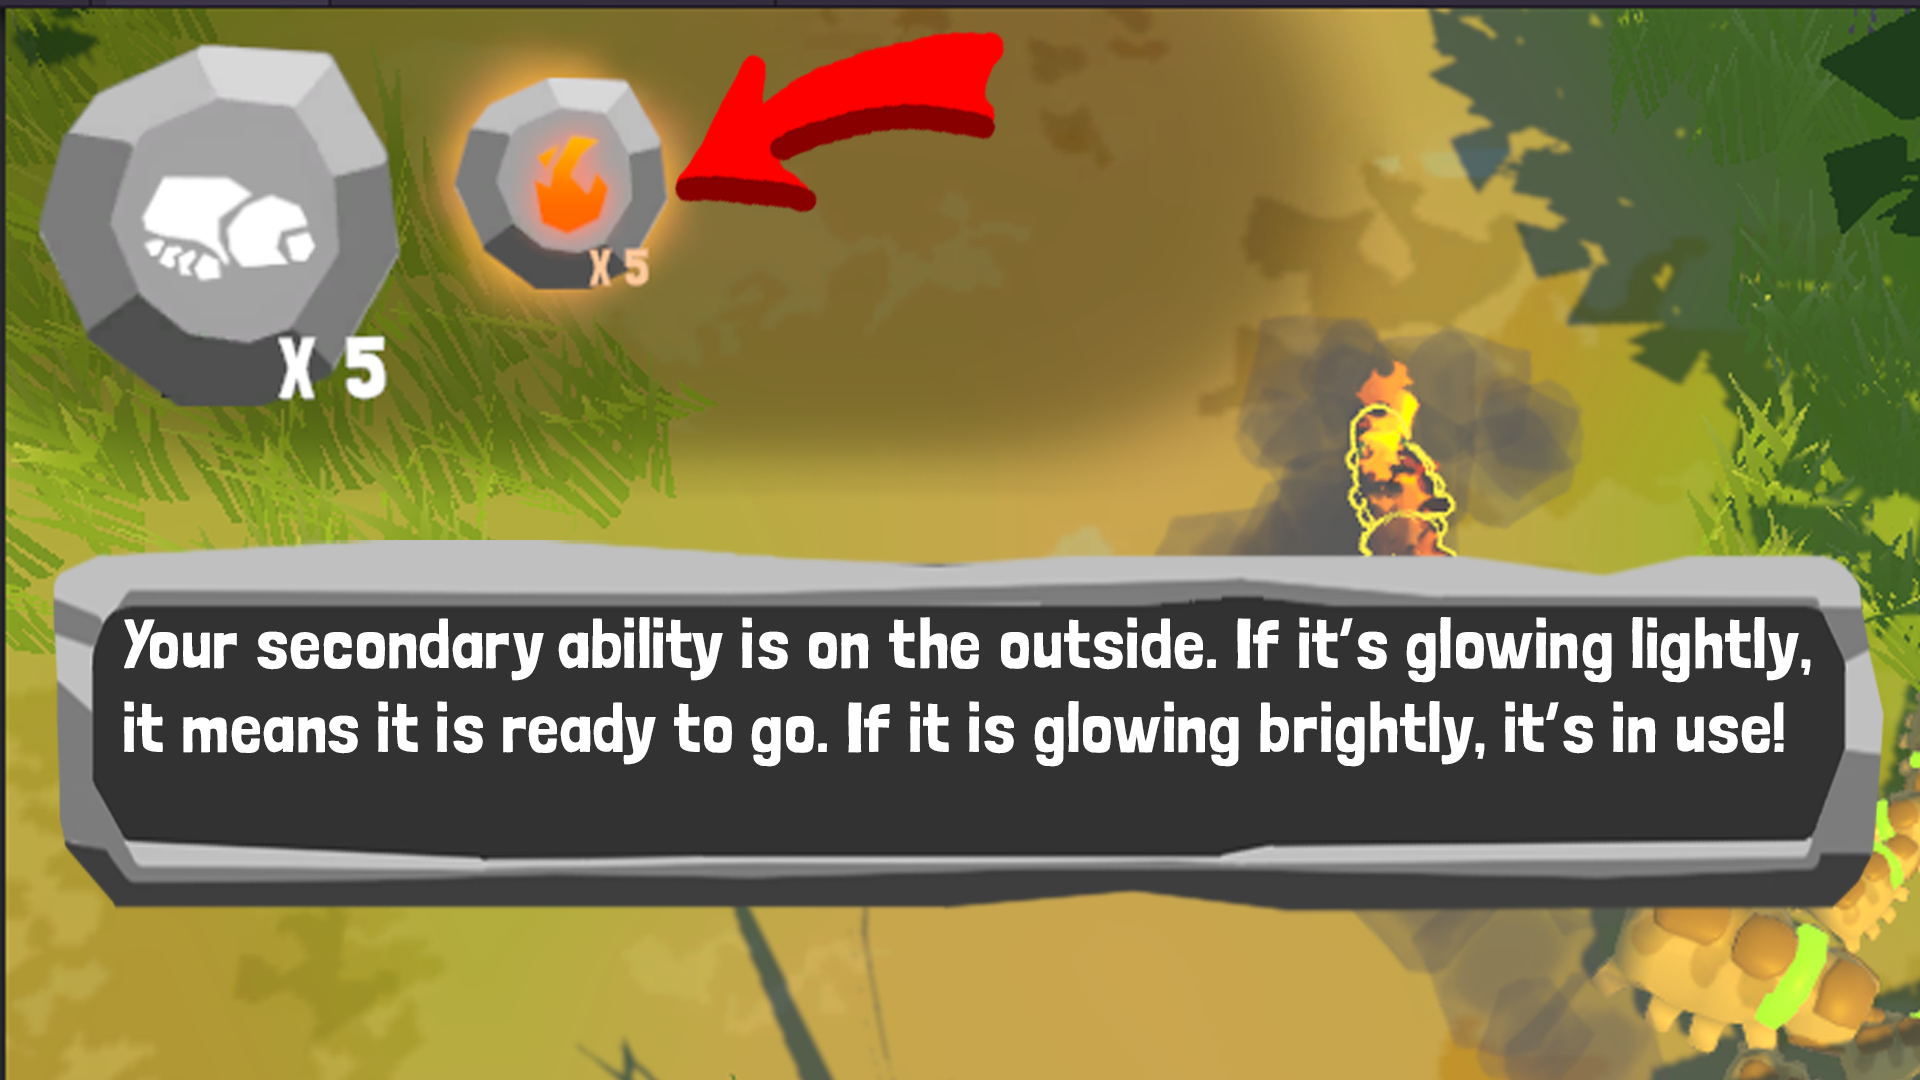 X 5
X 5
Your secondary ability is on the outside. If it's glowing lightly,
it means it is ready to go. If it is glowing brightly, it's in use!